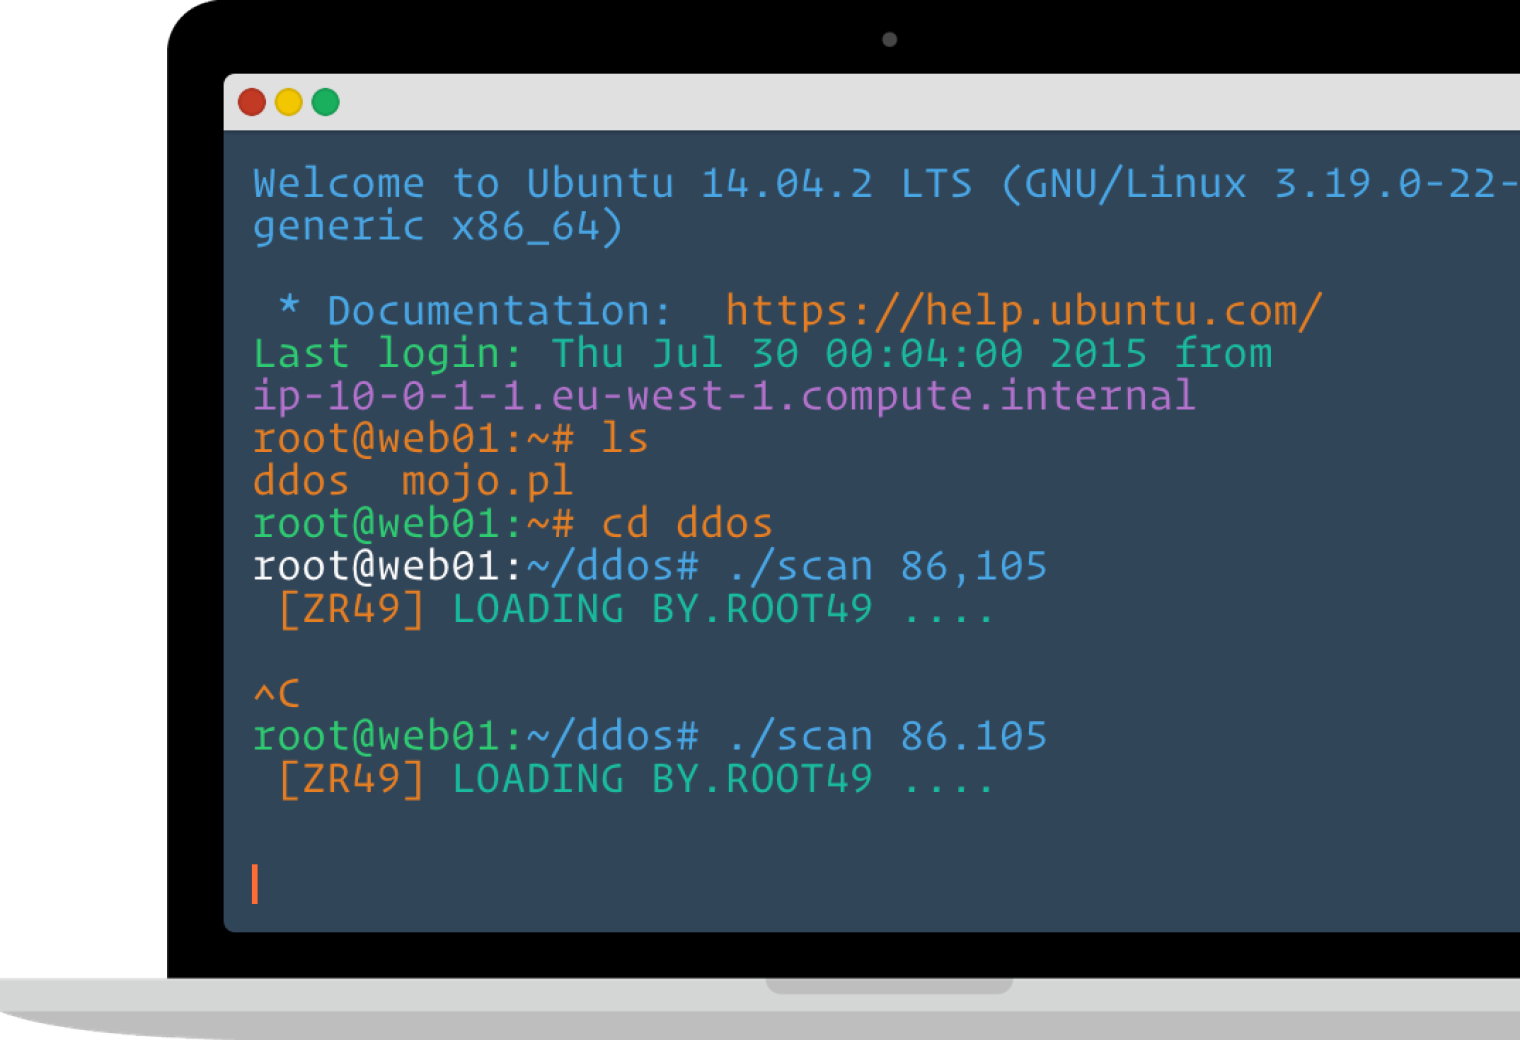 Welcome to Ubuntu 14.04.2 LTS (GNU/Linux 3.19.0-22-
generic x86_64)
* Documentation:  https://help.ubuntu.com/
Last login: Thu Jul 30 00:04:00 2015 from
ip-10-0-1-1.eu-west-1.compute.internal
root@web01:~# ls
ddos  mojo.pl
root@web01:~# cd ddos
root@web01:~/ddos# ./scan 86,105
[ZR49] LOADING BY.ROOT49 ....
^C
root@web01:~/ddos# ./scan 86.105
[ZR49] LOADING BY.ROOT49 ....